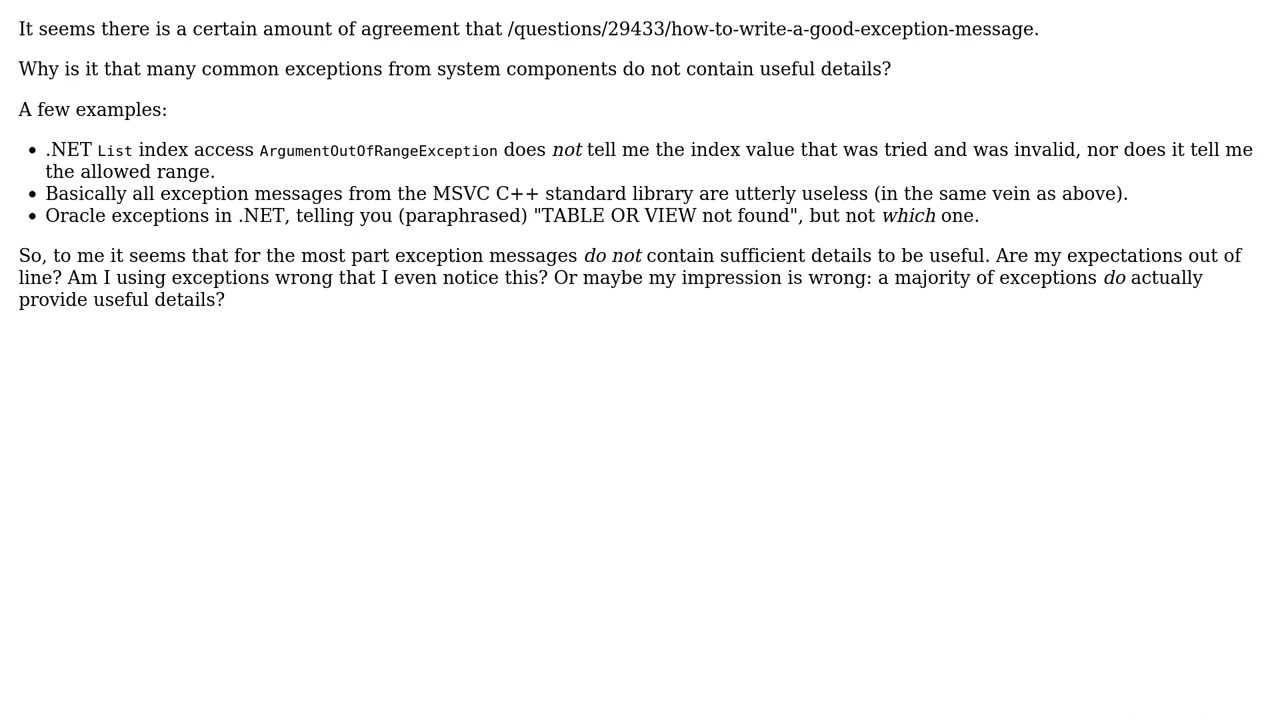 It seems there is a certain amount of agreement that /questions/29433/how-to-write-a-good-exception-message.
Why is it that many common exceptions from system components do not contain useful details?
A few examples:
• .NET List index access ArgumentOutOfRangeException does not tell me the index value that was tried and was invalid, nor does it tell me
the allowed range.
• Basically all exception messages from the MSVC C++ standard library are utterly useless (in the same vein as above).
• Oracle exceptions in .NET, telling you (paraphrased) "TABLE OR VIEW not found", but not which one.
So, to me it seems that for the most part exception messages do not contain sufficient details to be useful. Are my expectations out of
line? Am I using exceptions wrong that I even notice this? Or maybe my impression is wrong: a majority of exceptions do actually
provide useful details?